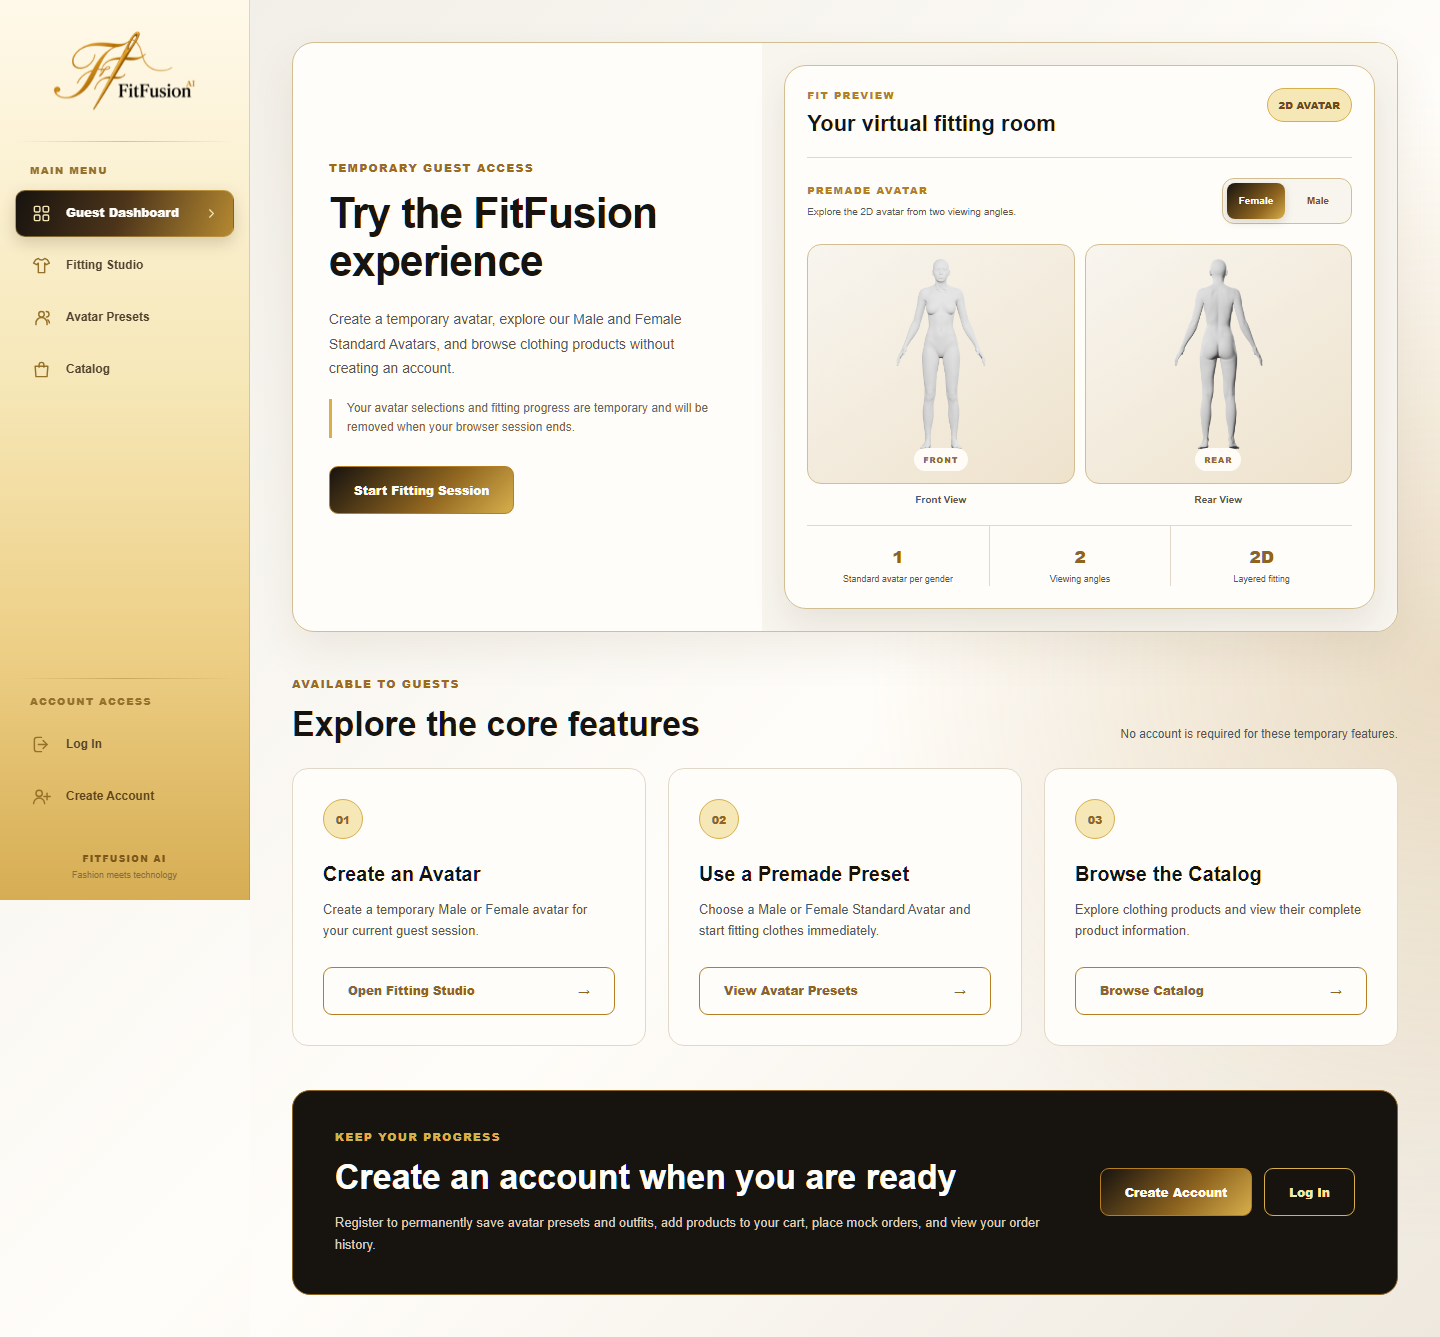 FitFusion AI
MAIN MENU
Guest Dashboard
Fitting Studio
Avatar Presets
Catalog
ACCOUNT ACCESS
Log In
Create Account
FITFUSION AI
Fashion meets technology
TEMPORARY GUEST ACCESS
Try the FitFusion
experience
Create a temporary avatar, explore our Male and Female
Standard Avatars, and browse clothing products without
creating an account.
Your avatar selections and fitting progress are temporary and will be
removed when your browser session ends.
Start Fitting Session
FIT PREVIEW
Your virtual fitting room
2D AVATAR
PREMADE AVATAR
Explore the 2D avatar from two viewing angles.
Female
Male
FRONT
REAR
Front View
Rear View
1
Standard avatar per gender
2
Viewing angles
2D
Layered fitting
AVAILABLE TO GUESTS
Explore the core features
No account is required for these temporary features.
01
Create an Avatar
Create a temporary Male or Female avatar for
your current guest session.
Open Fitting Studio →
02
Use a Premade Preset
Choose a Male or Female Standard Avatar and
start fitting clothes immediately.
View Avatar Presets →
03
Browse the Catalog
Explore clothing products and view their complete
product information.
Browse Catalog →
KEEP YOUR PROGRESS
Create an account when you are ready
Register to permanently save avatar presets and outfits, add products to your cart, place mock orders, and view your order
history.
Create Account
Log In